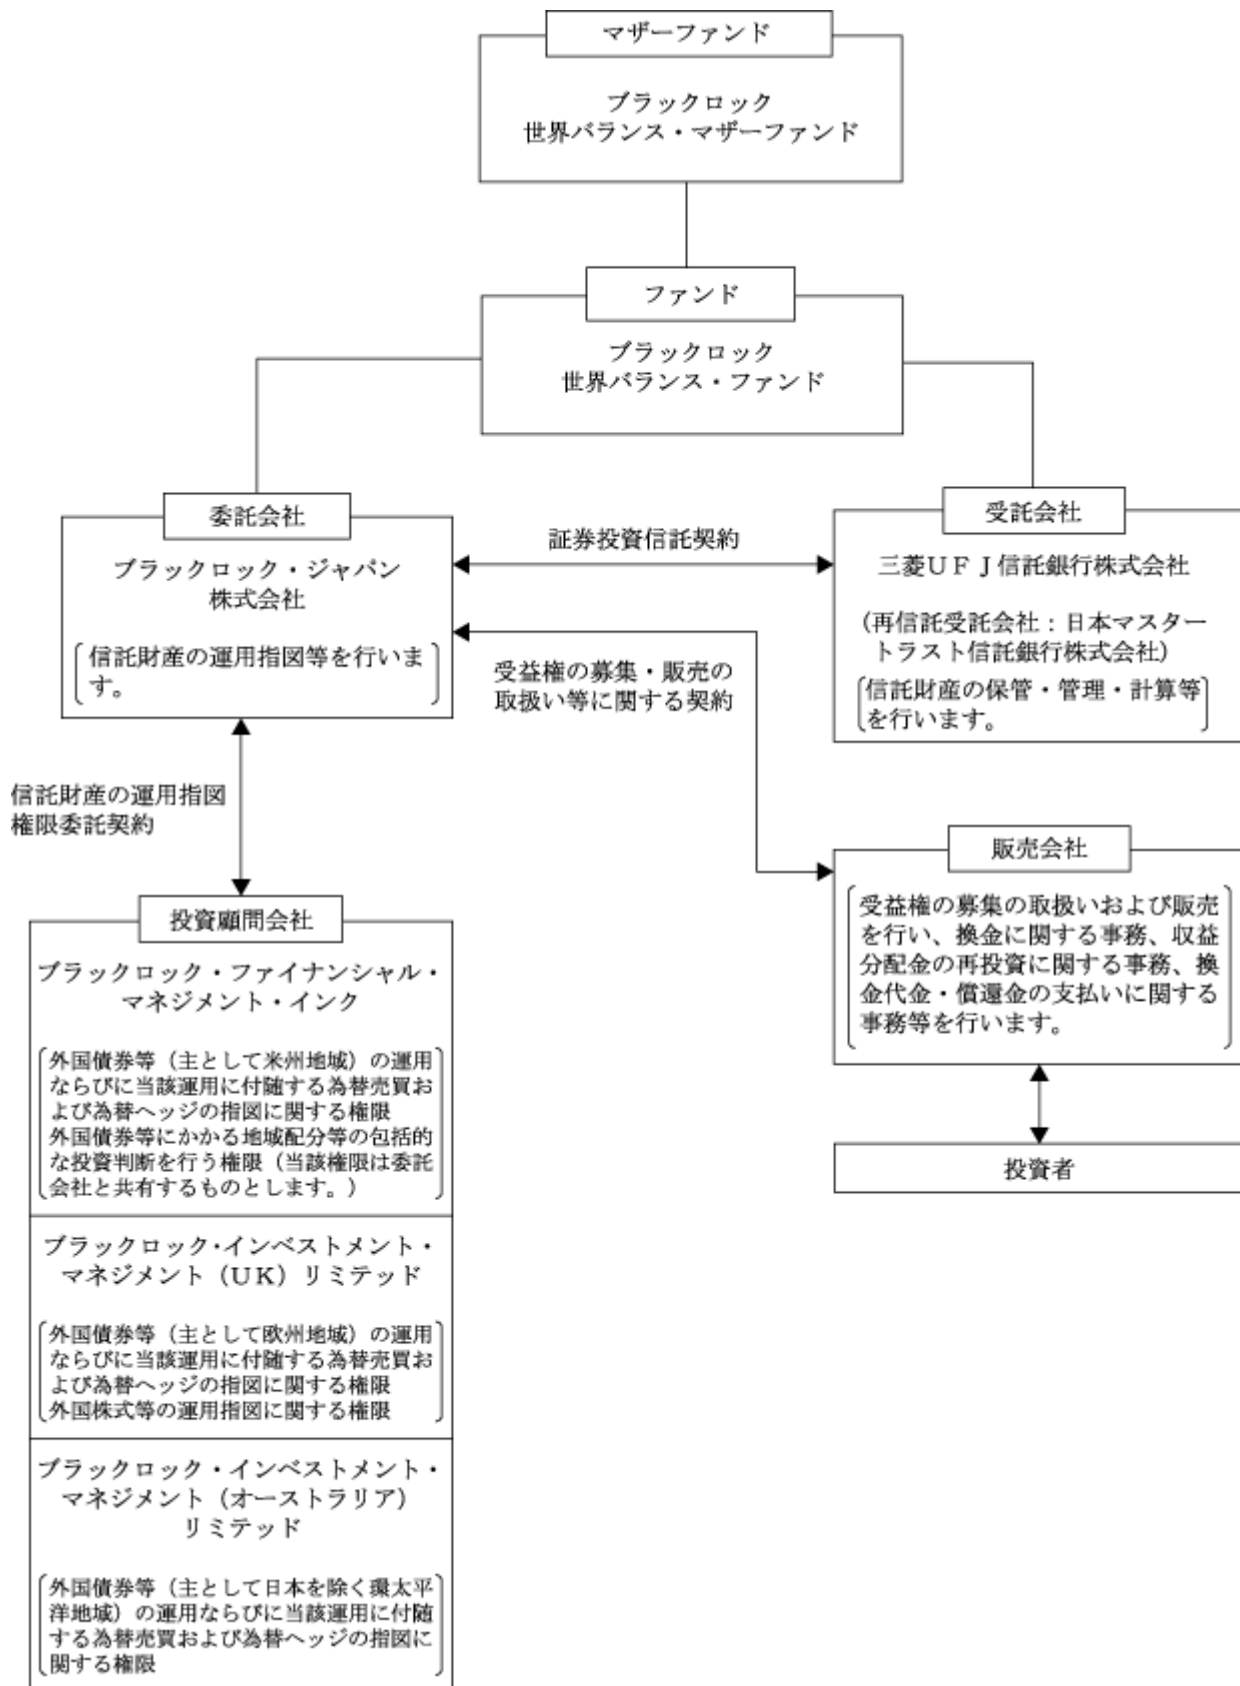 マザーファンド
ブラックロック
世界バランス・マザーファンド
ファンド
ブラックロック
世界バランス・ファンド
委託会社
ブラックロック・ジャパン
株式会社
信託財産の運用指図等を行いま
す。
証券投資信託契約
受益権の募集・販売の
取扱い等に関する契約
受託会社
三菱ＵＦＪ信託銀行株式会社
（再信託受託会社：日本マスター
トラスト信託銀行株式会社）
信託財産の保管・管理・計算等
を行います。
信託財産の運用指図
権限委託契約
販売会社
受益権の募集の取扱いおよび販売
を行い、換金に関する事務、収益
分配金の再投資に関する事務、換
金代金・償還金の支払いに関する
事務等を行います。
投資者
投資顧問会社
ブラックロック・ファイナンシャル・
マネジメント・インク
外国債券等（主として米州地域）の運用
ならびに当該運用に付随する為替売買お
よび為替ヘッジの指図に関する権限
外国債券等にかかる地域配分等の包括的
な投資判断を行う権限（当該権限は委託
会社と共有するものとします。）
ブラックロック・インベストメント・
マネジメント（ＵＫ）リミテッド
外国債券等（主として欧州地域）の運用
ならびに当該運用に付随する為替売買お
よび為替ヘッジの指図に関する権限
外国株式等の運用指図に関する権限
ブラックロック・インベストメント・
マネジメント（オーストラリア）
リミテッド
外国債券等（主として日本を除く環太平
洋地域）の運用ならびに当該運用に付随
する為替売買および為替ヘッジの指図に
関する権限